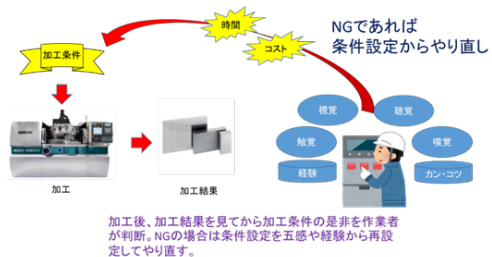 時間
コスト
NGであれば
条件設定からやり直し
加工条件
視覚
聴覚
触覚
嗅覚
経験
カン・コツ
加工
加工結果
加工後、加工結果を見てから加工条件の是非を作業者
が判断。NGの場合は条件設定を五感や経験から再設
定してやり直す。